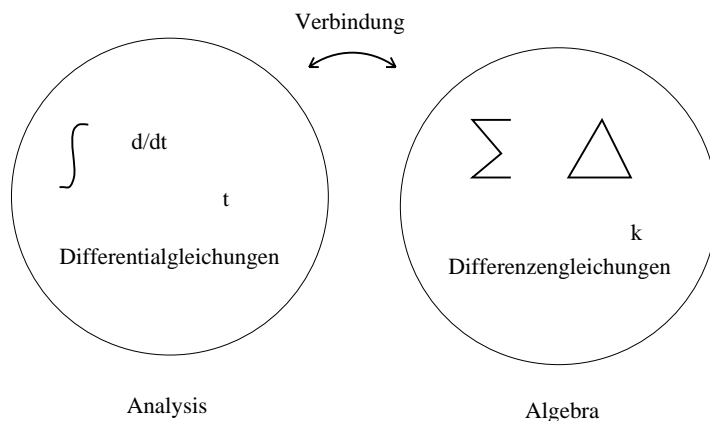 Verbindung
∫
d/dt
t
Differentialgleichungen
Σ Δ
k
Differenzengleichungen
Analysis
Algebra